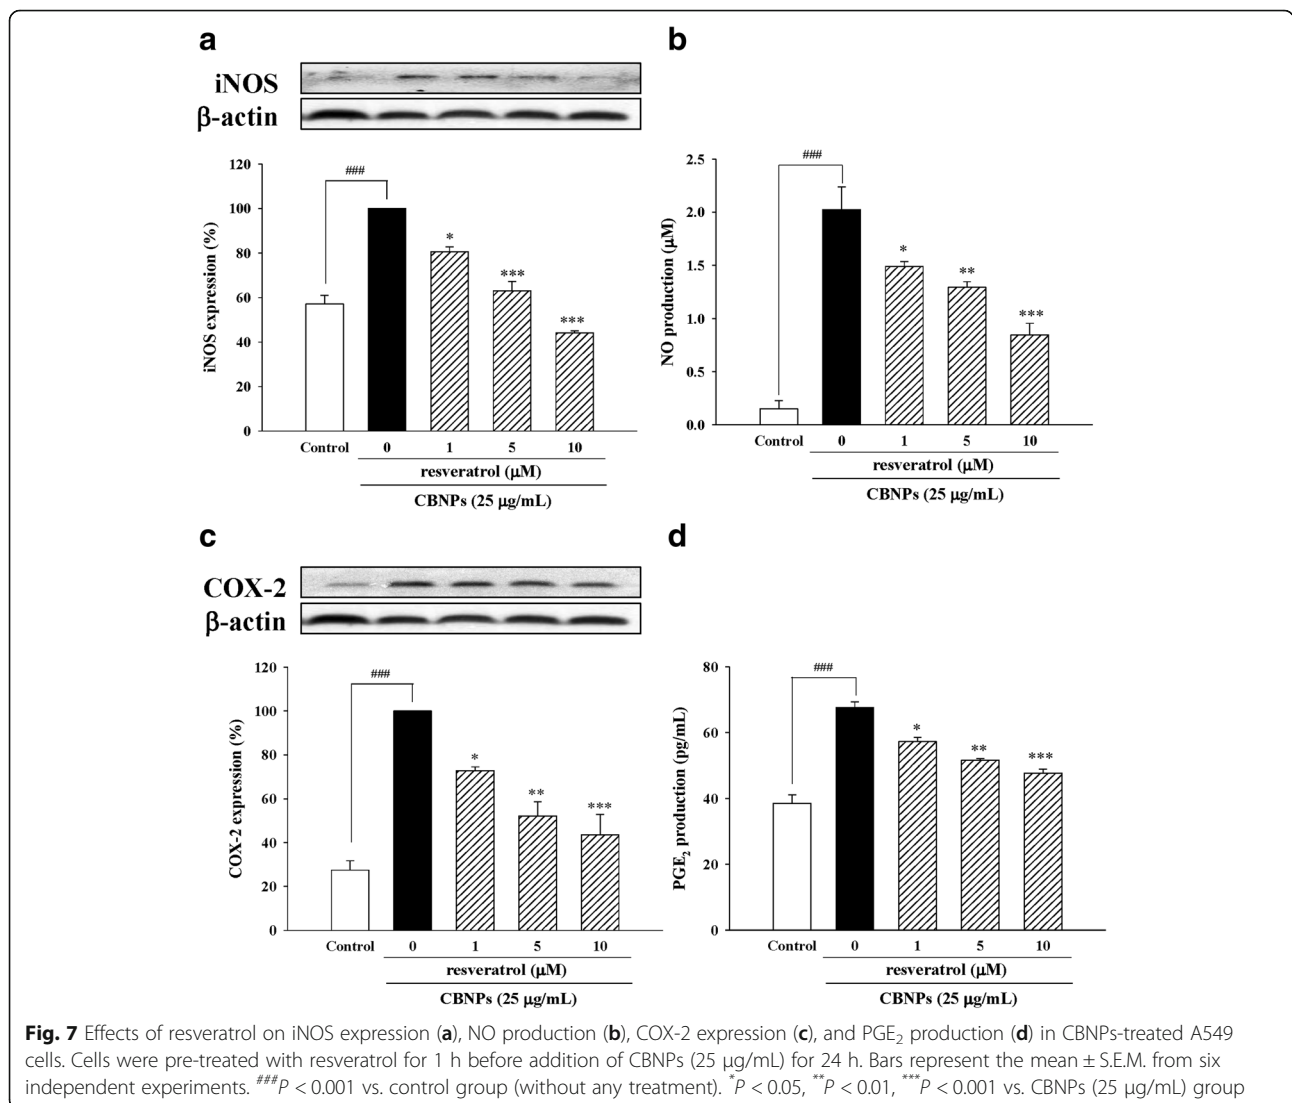 a
iNOS
β-actin
120
100
80
60
40
20
0
iNOS expression (%)
###
*
***
***
Control 0 1 5 10
resveratrol (μM)
CBNPs (25 μg/mL)
b
2.5
2.0
1.5
1.0
0.5
0.0
NO production (μM)
###
*
**
***
Control 0 1 5 10
resveratrol (μM)
CBNPs (25 μg/mL)
c
COX-2
β-actin
120
100
80
60
40
20
0
COX-2 expression (%)
###
*
**
***
Control 0 1 5 10
resveratrol (μM)
CBNPs (25 μg/mL)
d
80
60
40
20
0
PGE₂ production (pg/mL)
###
*
**
***
Control 0 1 5 10
resveratrol (μM)
CBNPs (25 μg/mL)
Fig. 7 Effects of resveratrol on iNOS expression (a), NO production (b), COX-2 expression (c), and PGE₂ production (d) in CBNPs-treated A549
cells. Cells were pre-treated with resveratrol for 1 h before addition of CBNPs (25 μg/mL) for 24 h. Bars represent the mean ± S.E.M. from six
independent experiments. ###P < 0.001 vs. control group (without any treatment). *P < 0.05, **P < 0.01, ***P < 0.001 vs. CBNPs (25 μg/mL) group